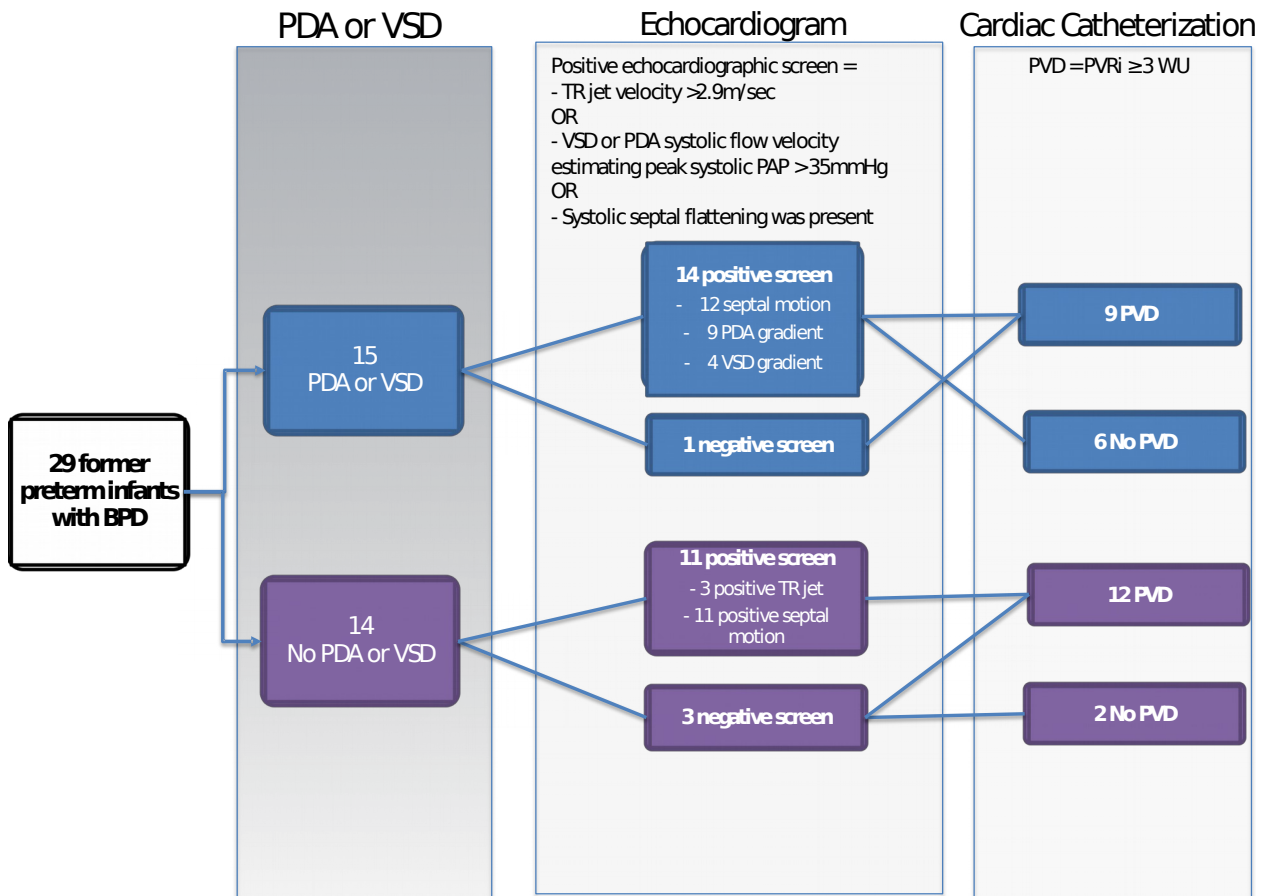 PDA or VSD
Echocardiogram
Cardiac Catheterization
Positive echocardiographic screen =
- TR jet velocity >2.9m/sec
OR
- VSD or PDA systolic flow velocity
estimating peak systolic PAP > 35mmHg
OR
- Systolic septal flattening was present
PVD = PVRi ≥ 3 WU
29 former
preterm infants
with BPD
15
PDA or VSD
14 positive screen
- 12 septal motion
- 9 PDA gradient
- 4 VSD gradient
1 negative screen
9 PVD
6 No PVD
14
No PDA or VSD
11 positive screen
- 3 positive TR jet
- 11 positive septal
motion
3 negative screen
12 PVD
2 No PVD